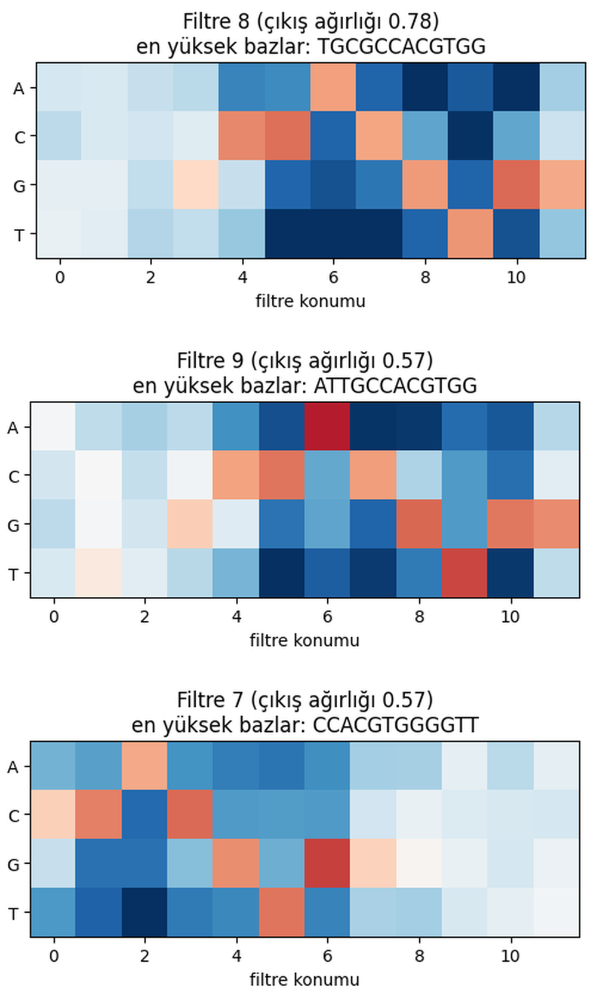 Filtre 8 (çıkış ağırlığı 0.78)
en yüksek bazlar: TGCGCCACGTGG
A
C
G
T
0 2 4 6 8 10
filtre konumu
Filtre 9 (çıkış ağırlığı 0.57)
en yüksek bazlar: ATTGCCACGTGG
A
C
G
T
0 2 4 6 8 10
filtre konumu
Filtre 7 (çıkış ağırlığı 0.57)
en yüksek bazlar: CCACGTGGGGTT
A
C
G
T
0 2 4 6 8 10
filtre konumu